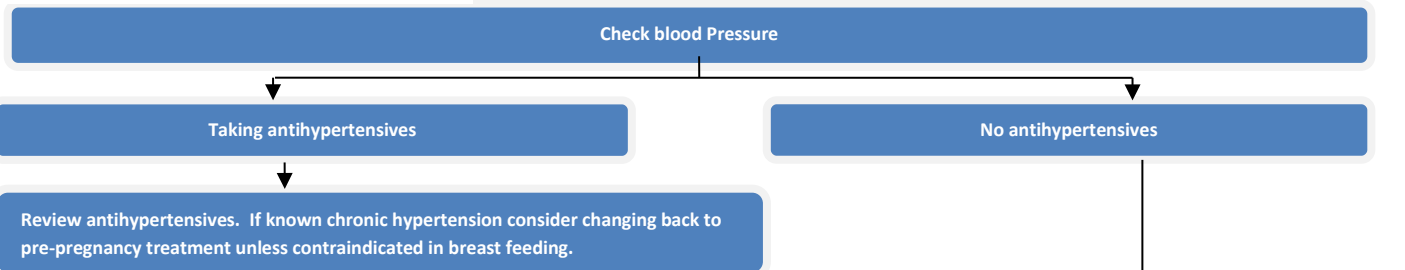 Check blood Pressure
Taking antihypertensives
No antihypertensives
Review antihypertensives.  If known chronic hypertension consider changing back to
pre-pregnancy treatment unless contraindicated in breast feeding.